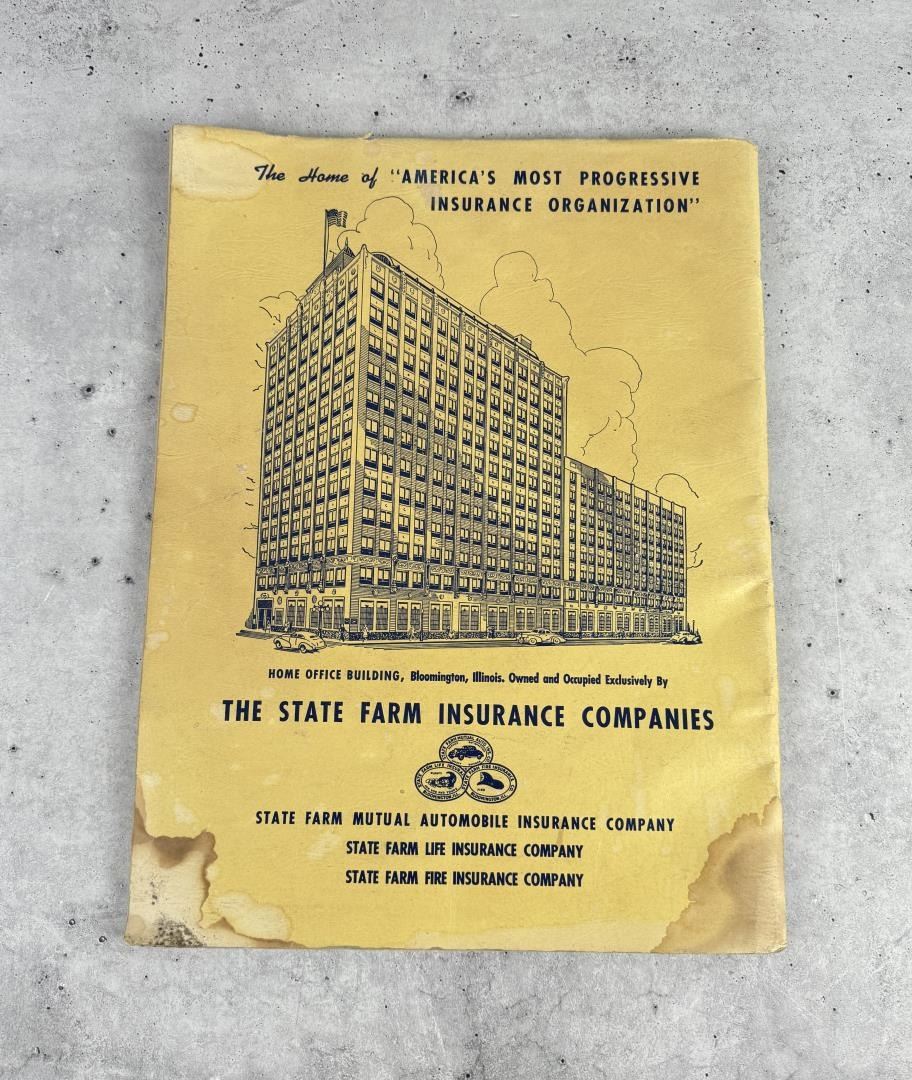 The Home of "AMERICA'S MOST PROGRESSIVE
INSURANCE ORGANIZATION"
HOME OFFICE BUILDING, Bloomington, Illinois. Owned and Occupied Exclusively By
THE STATE FARM INSURANCE COMPANIES
STATE FARM MUTUAL AUTOMOBILE INSURANCE COMPANY
STATE FARM LIFE INSURANCE COMPANY
STATE FARM FIRE INSURANCE COMPANY